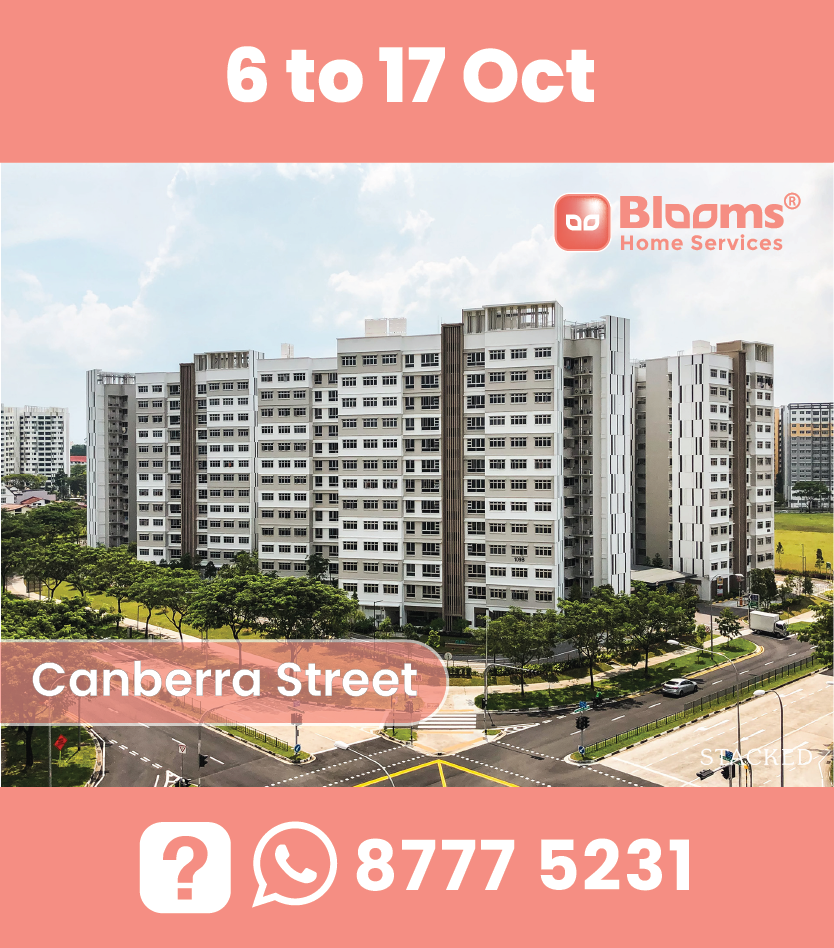 6 to 17 Oct
Blooms®
Home Services
Canberra Street
STACKED
? 8777 5231